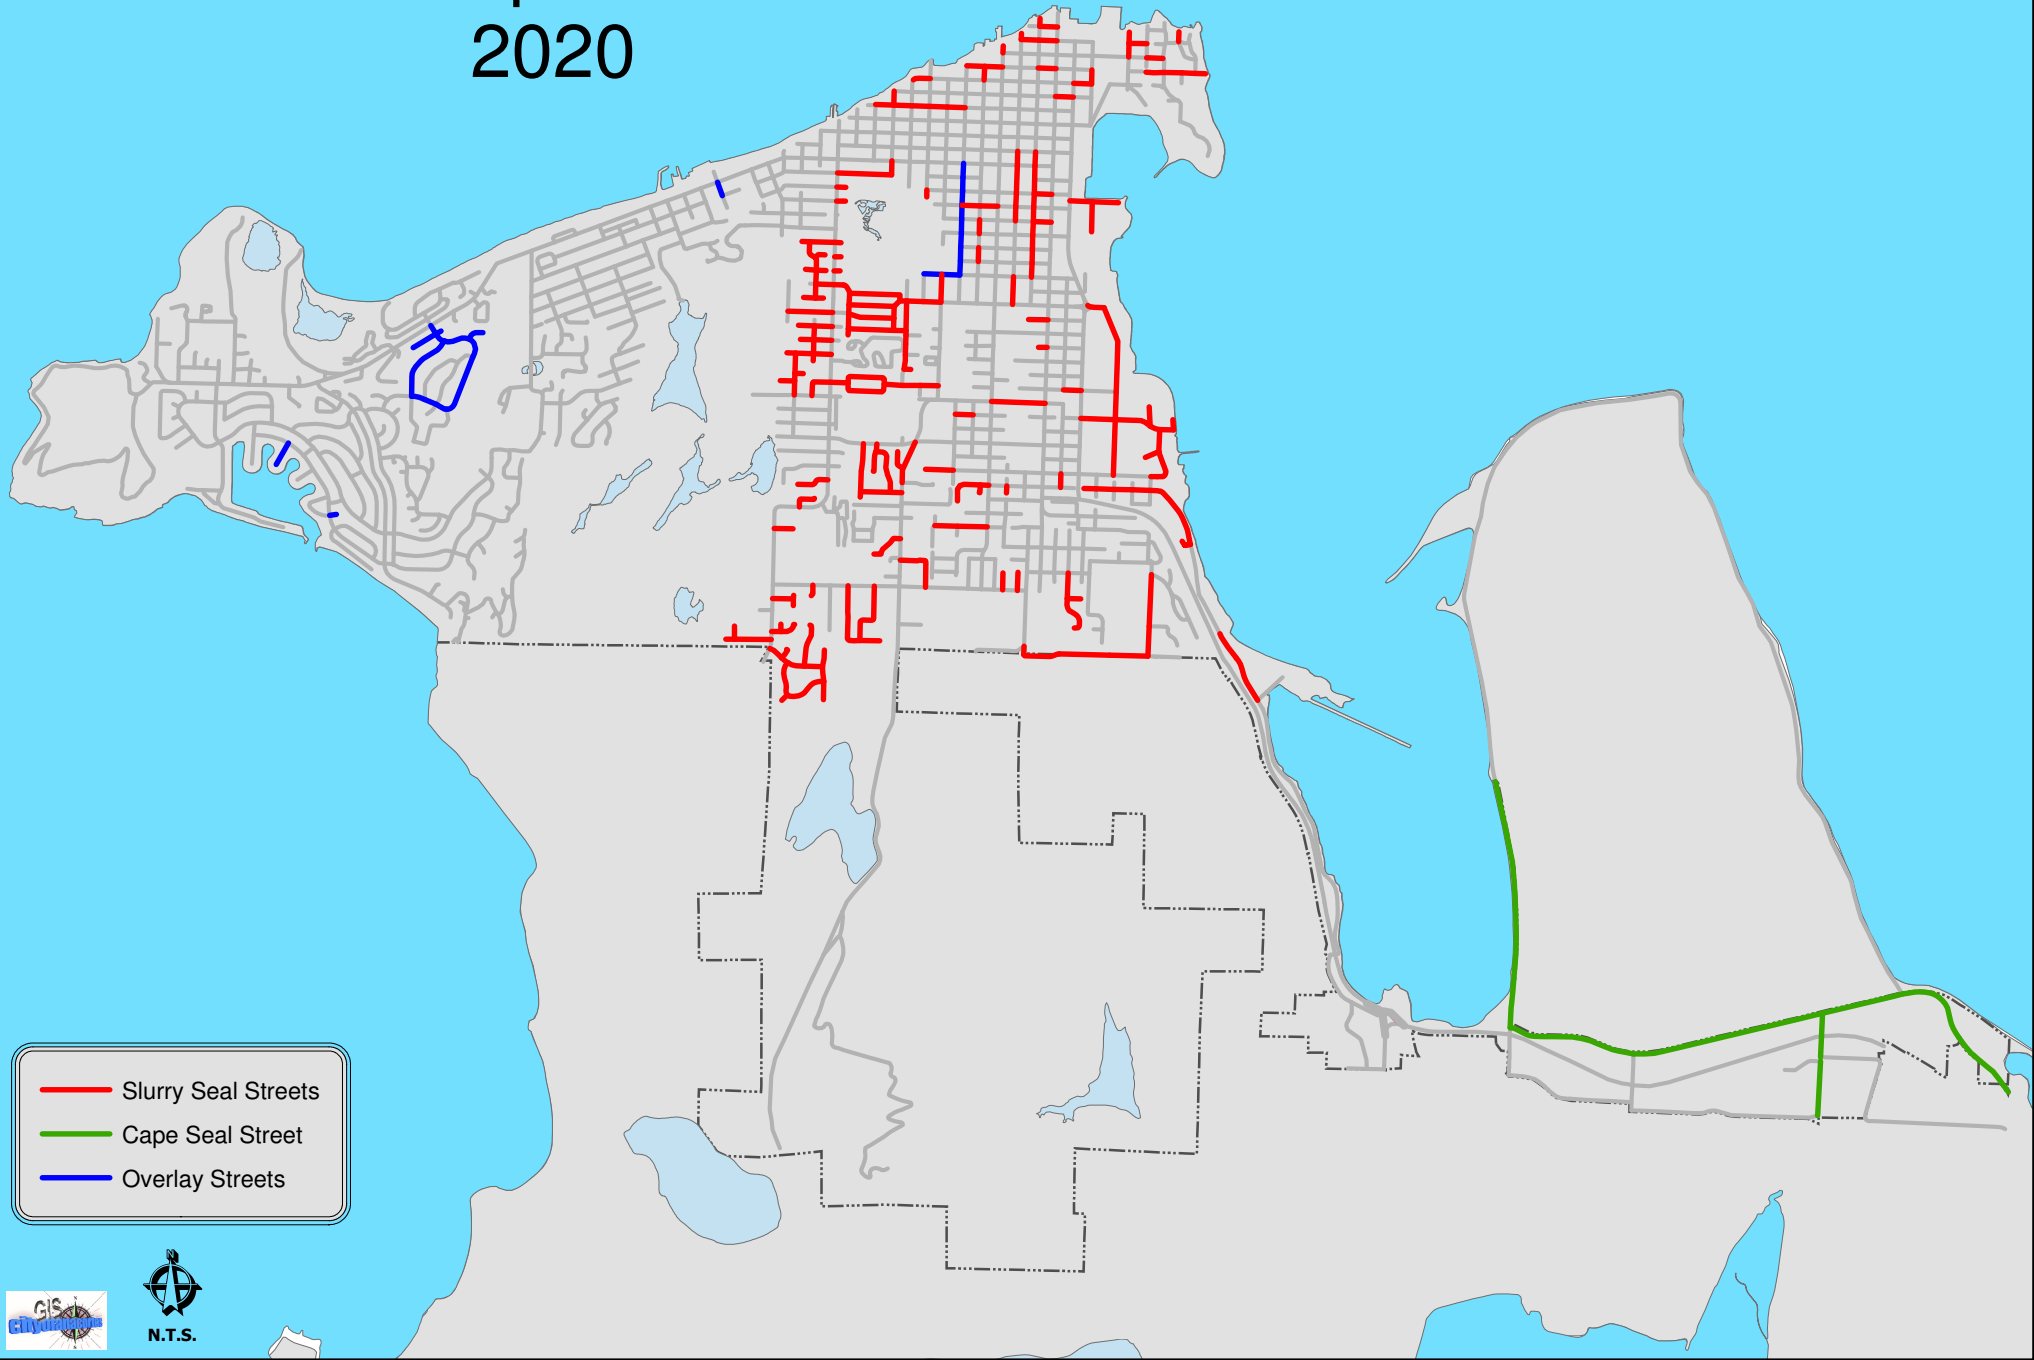 2020
Slurry Seal Streets
Cape Seal Street
Overlay Streets
N
N.T.S.
GIS